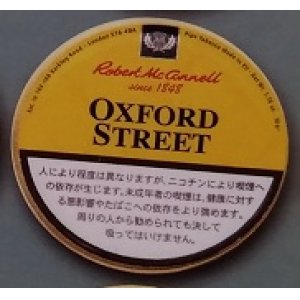 Robert McConnell
since 1848
OXFORD
STREET
人により程度は異なりますが、ニコチンにより喫煙へ
の依存が生じます。未成年者の喫煙は、健康に対す
る悪影響やたばこへの依存をより強めます。
周りの人から勧められても決して
吸ってはいけません。